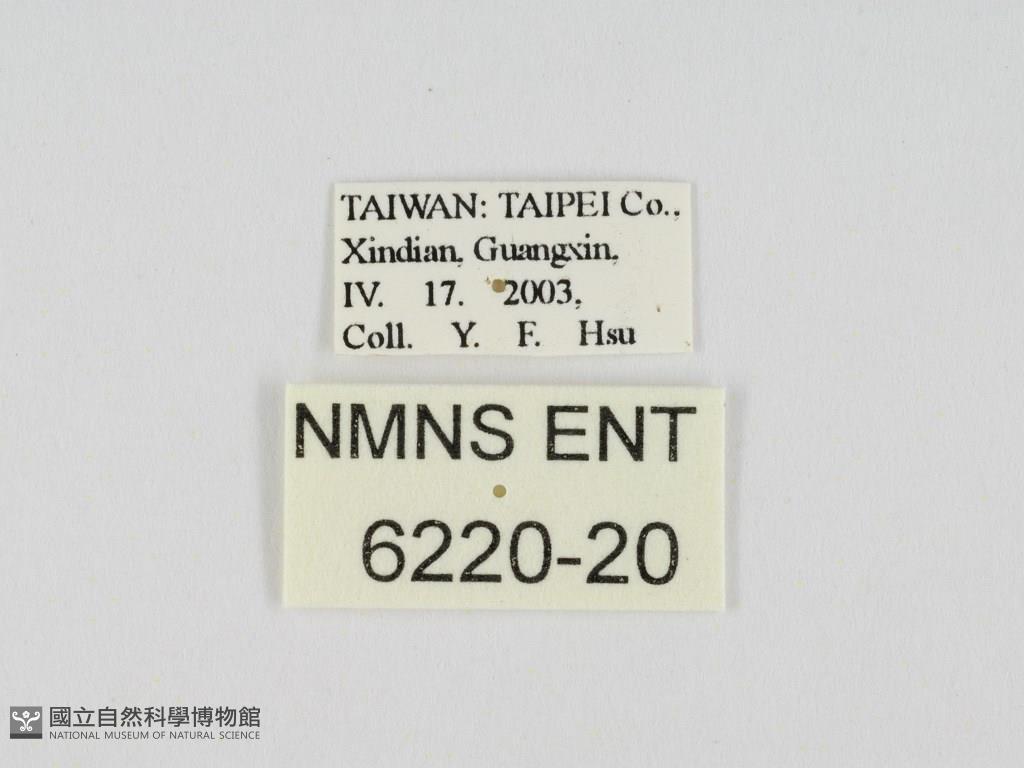 TAIWAN: TAIPEI Co.,
Xindian, Guangxin,
IV. 17. 2003,
Coll. Y. F. Hsu
NMNS ENT
6220-20
國立自然科學博物館
NATIONAL MUSEUM OF NATURAL SCIENCE